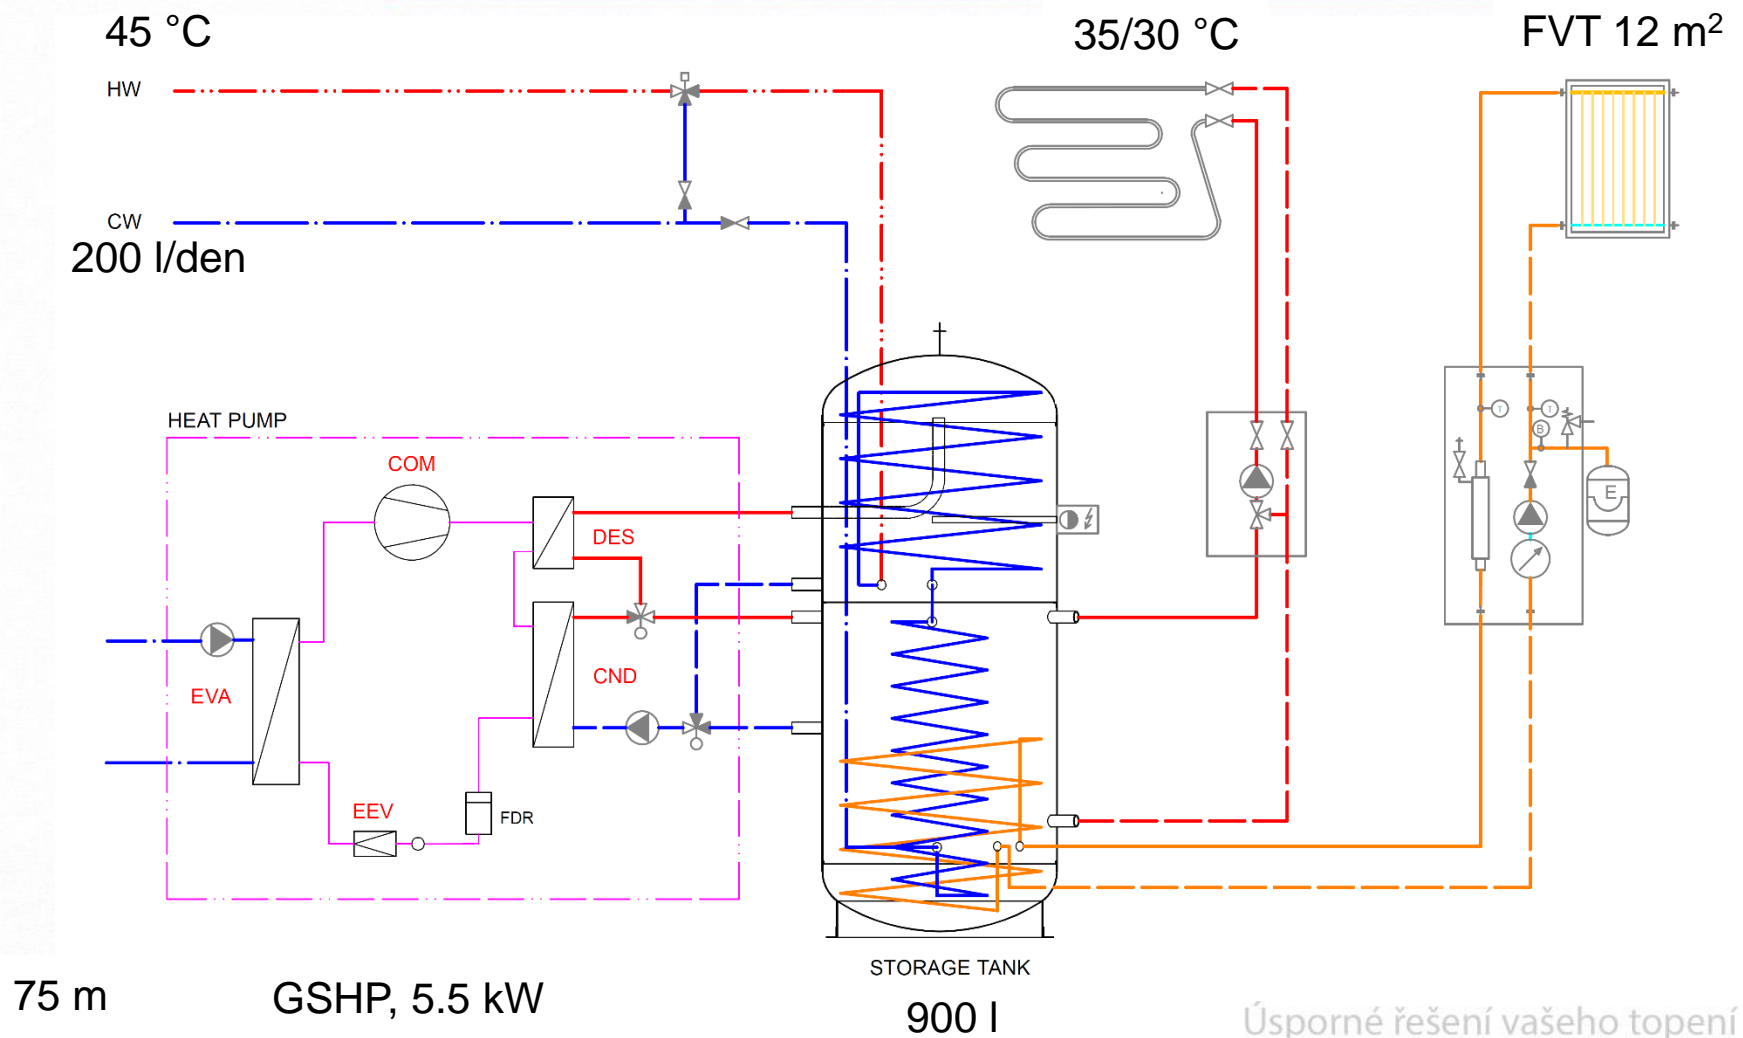 45 °C
35/30 °C
FVT 12 m²
HW
CW
200 l/den
HEAT PUMP
COM
DES
EVA
CND
EEV
FDR
T
T
B
E
STORAGE TANK
75 m
GSHP, 5.5 kW
900 l
Úsporné řešení vašeho topení